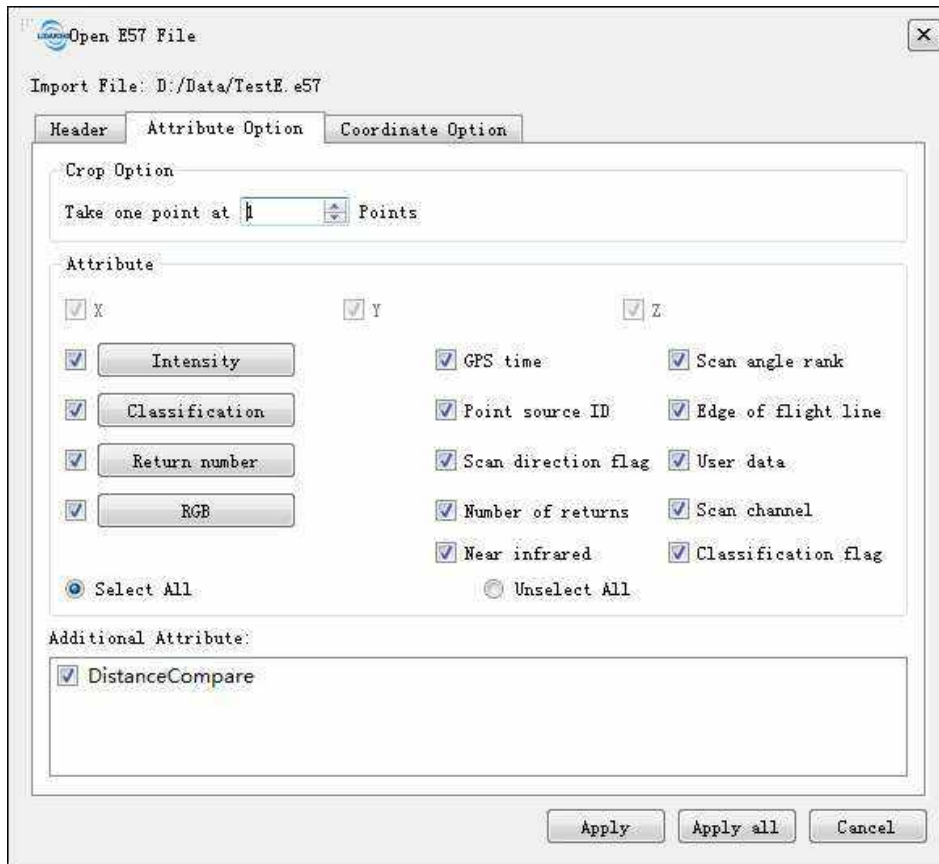 Open E57 File
Import File: D:/Data/TestE.e57
Header Attribute Option Coordinate Option
Crop Option
Take one point at 1 Points
Attribute
X Y Z
Intensity GPS time Scan angle rank
Classification Point source ID Edge of flight line
Return number Scan direction flag User data
RGB Number of returns Scan channel
Near infrared Classification flag
Select All Unselect All
Additional Attribute:
DistanceCompare
Apply Apply all Cancel